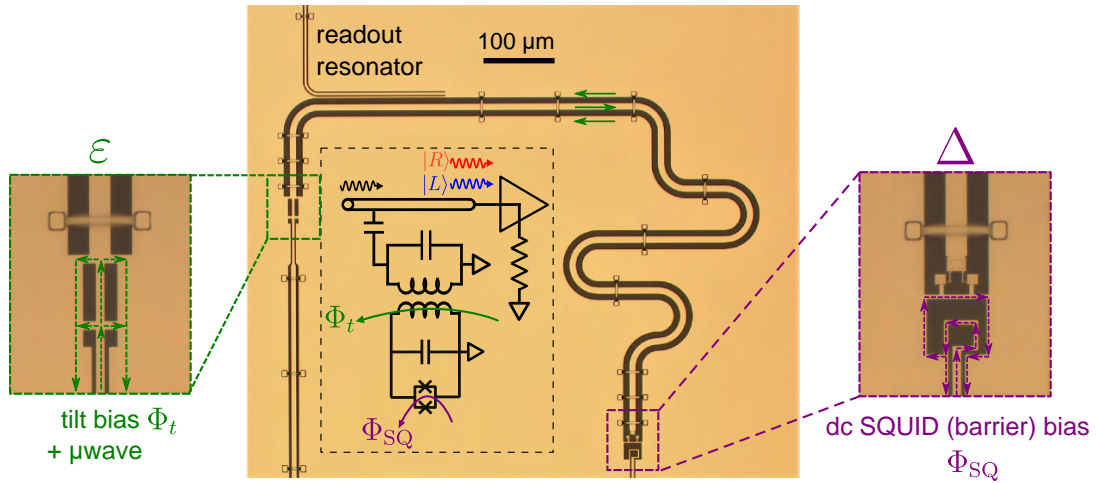 readout
resonator
100 µm
ε
Δ
|R⟩
|L⟩
Φt
ΦSQ
tilt bias Φt
+ µwave
dc SQUID (barrier) bias
ΦSQ